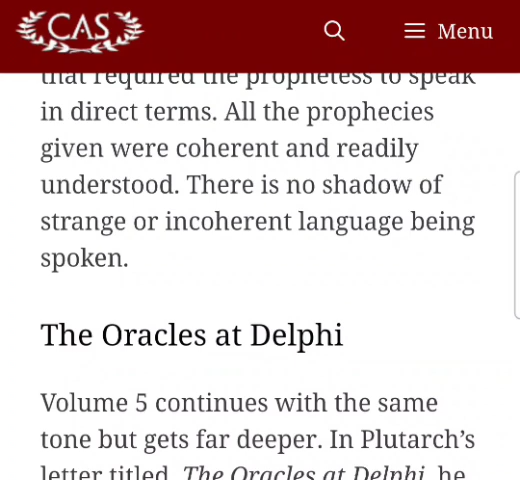 CAS
Menu
that required the prophetess to speak
in direct terms. All the prophecies
given were coherent and readily
understood. There is no shadow of
strange or incoherent language being
spoken.
The Oracles at Delphi
Volume 5 continues with the same
tone but gets far deeper. In Plutarch’s
letter titled, The Oracles at Delphi, he